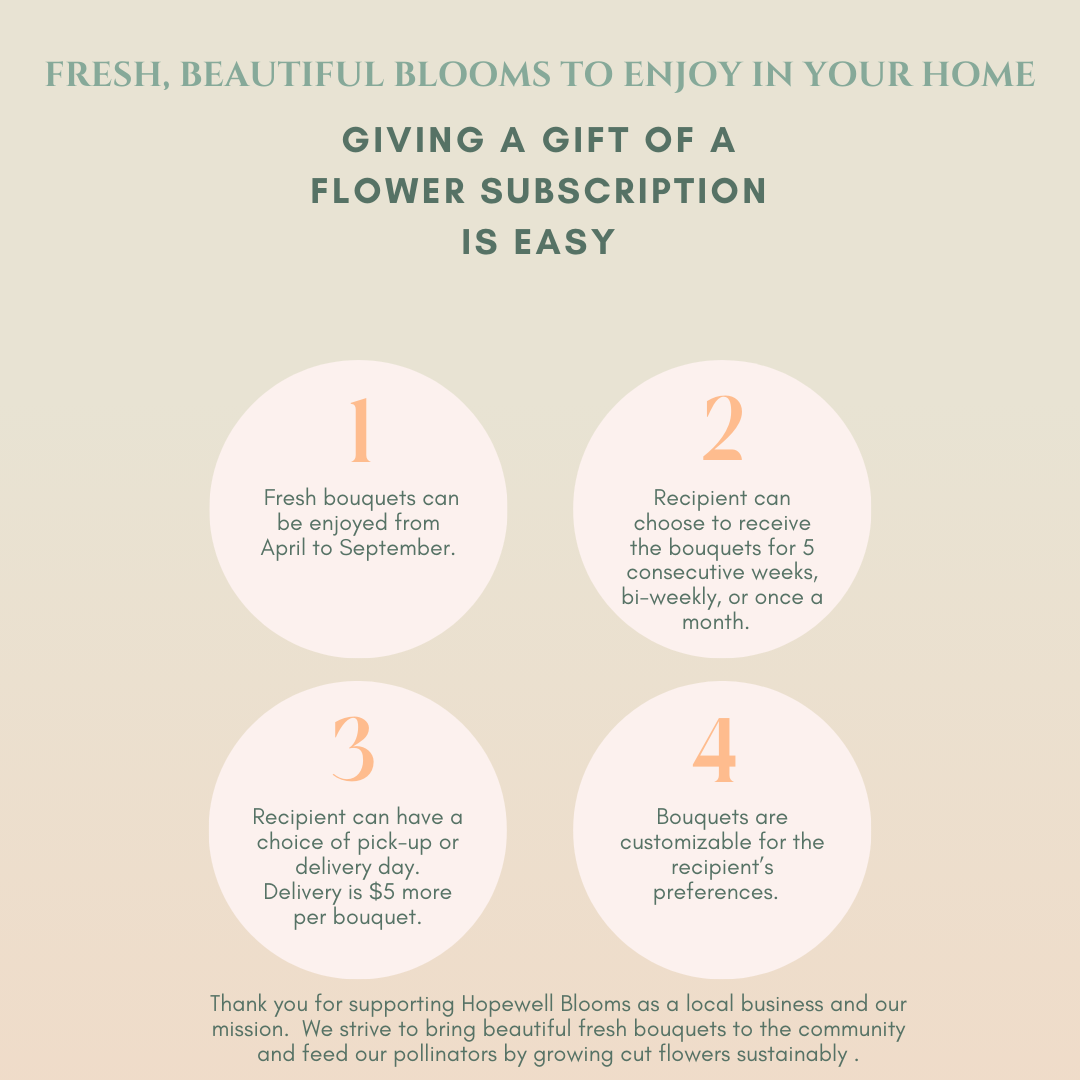 FRESH, BEAUTIFUL BLOOMS TO ENJOY IN YOUR HOME
GIVING A GIFT OF A
FLOWER SUBSCRIPTION
IS EASY
1
Fresh bouquets can
be enjoyed from
April to September.
2
Recipient can
choose to receive
the bouquets for 5
consecutive weeks,
bi-weekly, or once a
month.
3
Recipient can have a
choice of pick-up or
delivery day.
Delivery is $5 more
per bouquet.
4
Bouquets are
customizable for the
recipient's
preferences.
Thank you for supporting Hopewell Blooms as a local business and our
mission.  We strive to bring beautiful fresh bouquets to the community
and feed our pollinators by growing cut flowers sustainably .